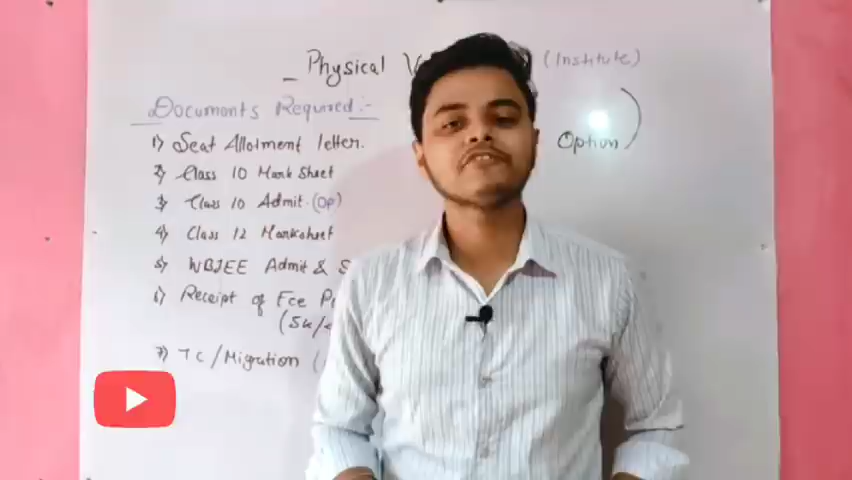 Physical V (Institute)
Documents Required :-
Option)
1) Seat Allotment letter.
2) Class 10 Mark Sheet
3) Class 10 Admit. (OP)
4) Class 12 Marksheet
5) WBJEE Admit & S
6) Receipt of Fee P
(5k/
7) TC/Migration (